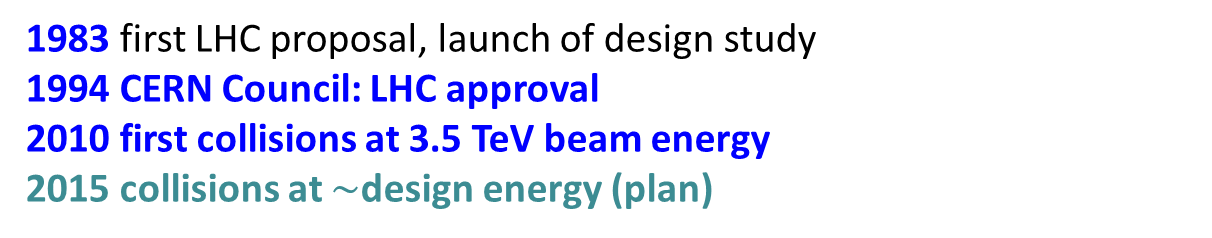 1983 first LHC proposal, launch of design study
1994 CERN Council: LHC approval
2010 first collisions at 3.5 TeV beam energy
2015 collisions at ~design energy (plan)